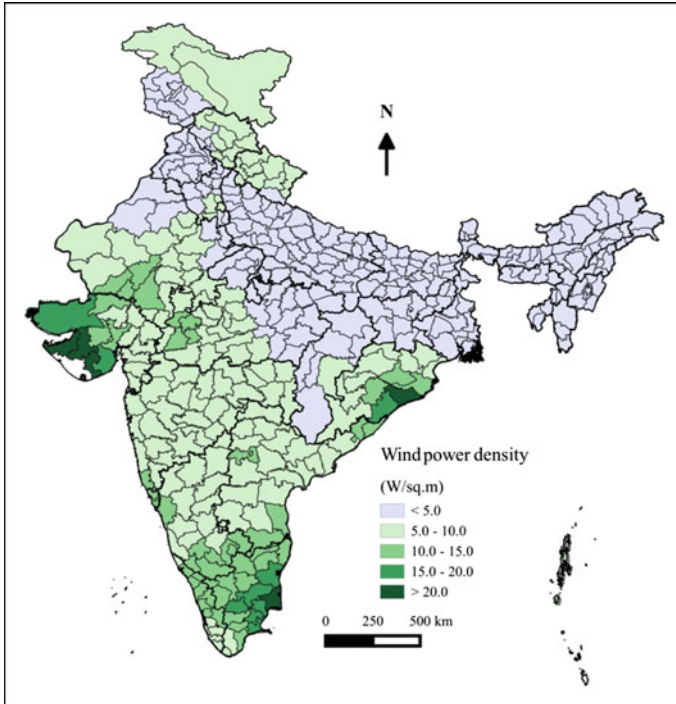 N
Wind power density
(W/sq.m)
< 5.0
5.0 - 10.0
10.0 - 15.0
15.0 - 20.0
> 20.0
0 250 500 km